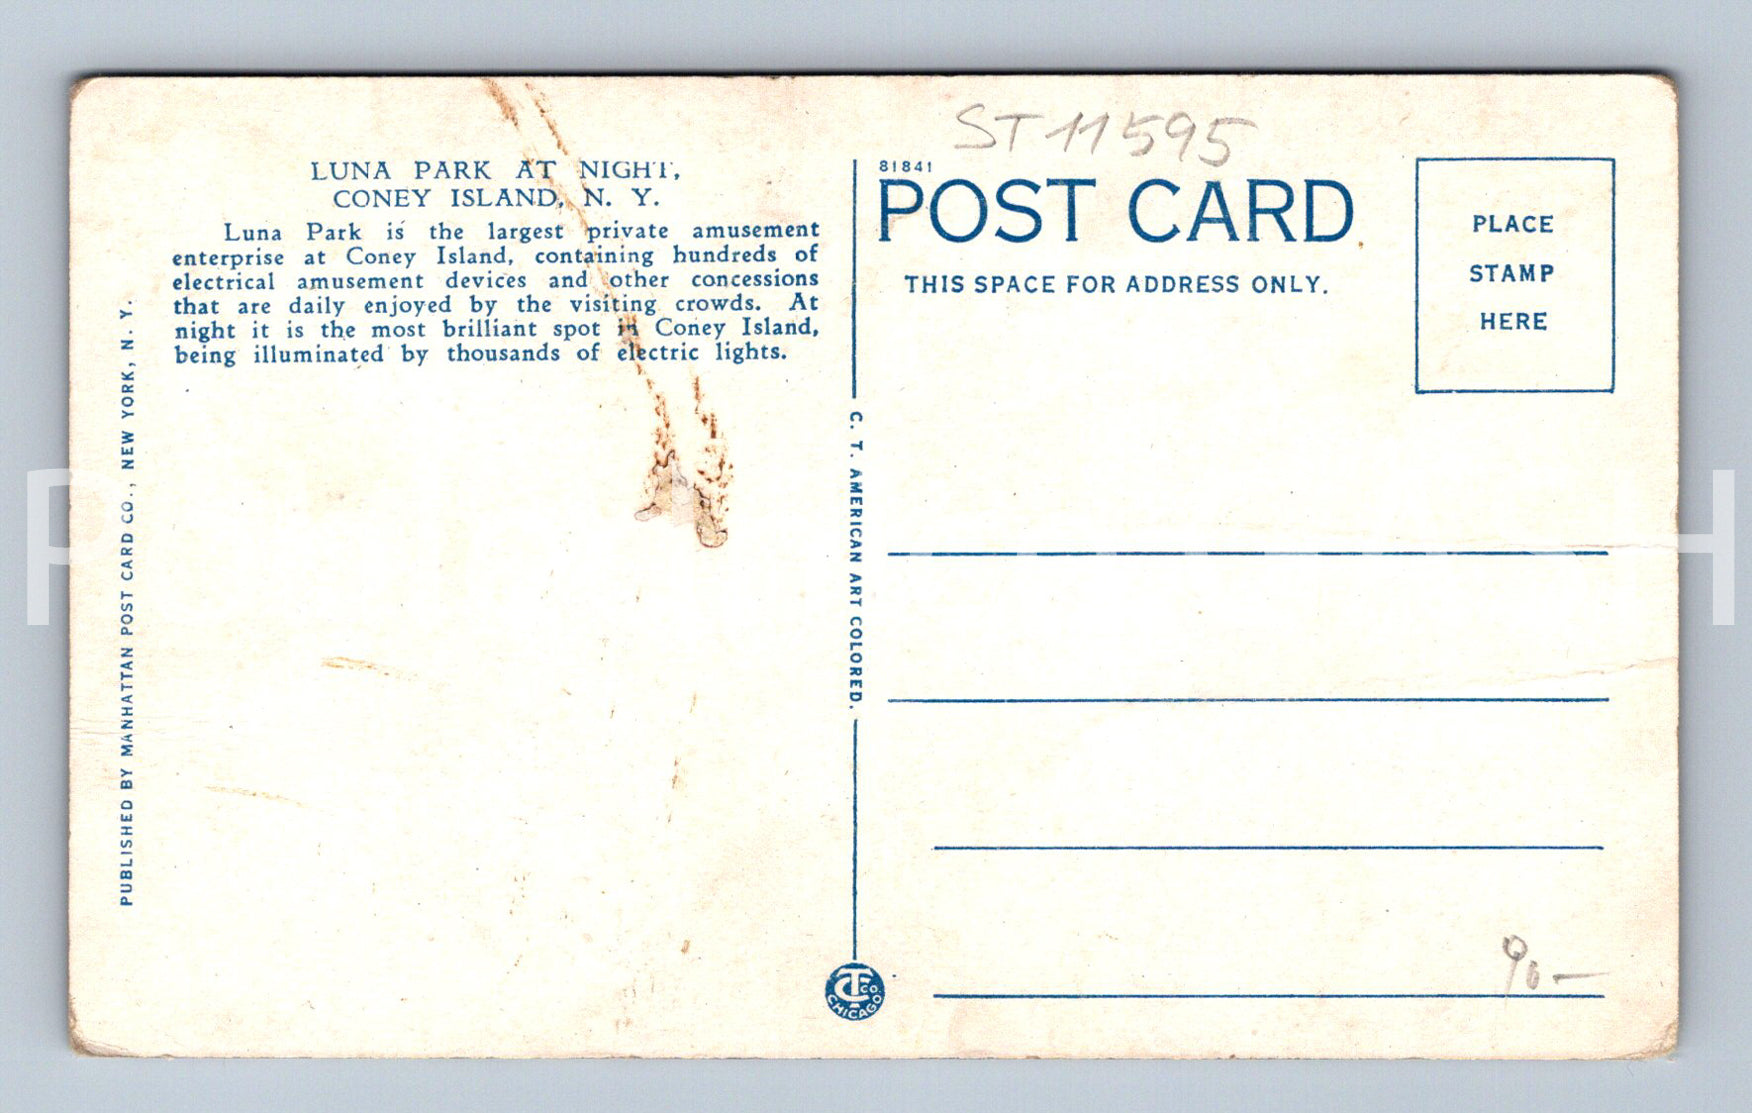 ST 11595
LUNA PARK AT NIGHT,
CONEY ISLAND, N. Y.
Luna Park is the largest private amusement
enterprise at Coney Island, containing hundreds of
electrical amusement devices and other concessions
that are daily enjoyed by the visiting crowds. At
night it is the most brilliant spot in Coney Island,
being illuminated by thousands of electric lights.
PUBLISHED BY MANHATTAN POST CARD CO., NEW YORK, N. Y.
C. T. AMERICAN ART COLORED.
81841
POST CARD
THIS SPACE FOR ADDRESS ONLY.
PLACE
STAMP
HERE
90-
CT CO.
CHICAGO